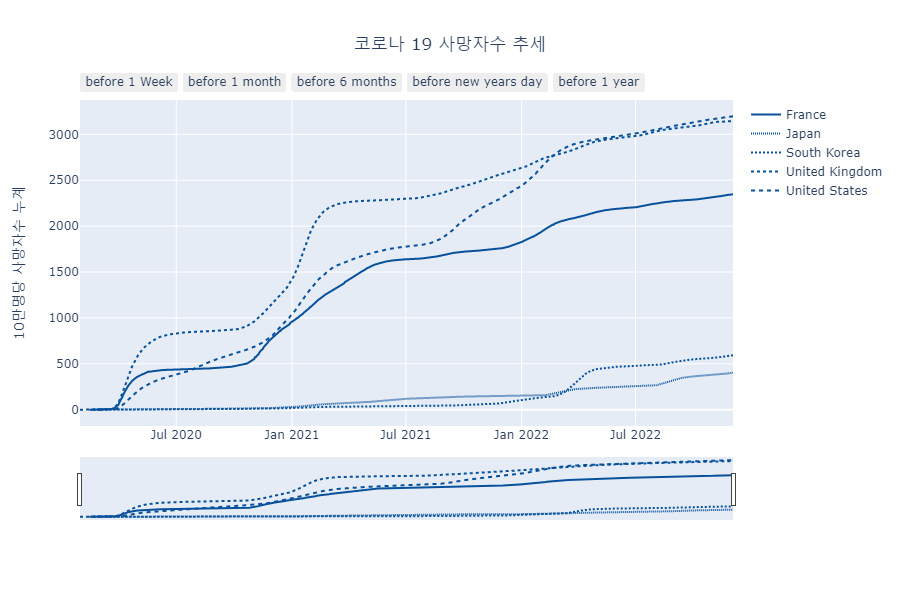 코로나 19 사망자수 추세
before 1 Week
before 1 month
before 6 months
before new years day
before 1 year
10만명당 사망자수 누계
3000
2500
2000
1500
1000
500
0
Jul 2020
Jan 2021
Jul 2021
Jan 2022
Jul 2022
France
Japan
South Korea
United Kingdom
United States